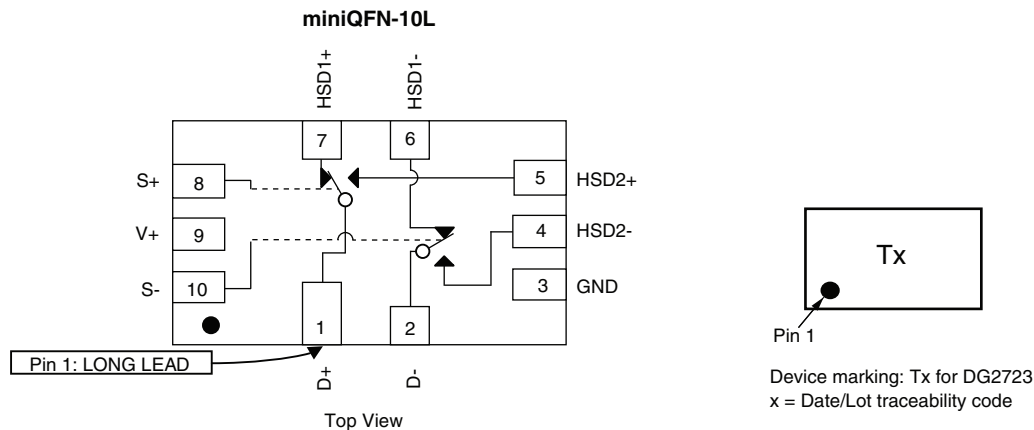 miniQFN-10L
HSD1+
HSD1-
7
6
S+
8
5
HSD2+
V+
9
4
HSD2-
S-
10
3
GND
1
2
Pin 1: LONG LEAD
D+
D-
Top View
Tx
Pin 1
Device marking: Tx for DG2723
x = Date/Lot traceability code